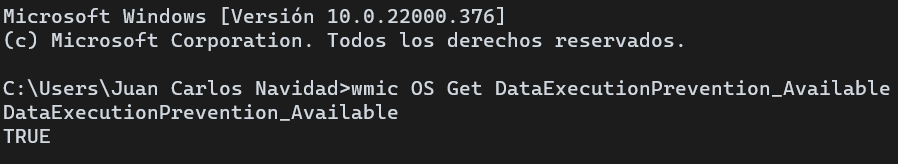 Microsoft Windows [Versión 10.0.22000.376]
(c) Microsoft Corporation. Todos los derechos reservados.
C:\Users\Juan Carlos Navidad>wmic OS Get DataExecutionPrevention_Available
DataExecutionPrevention_Available
TRUE